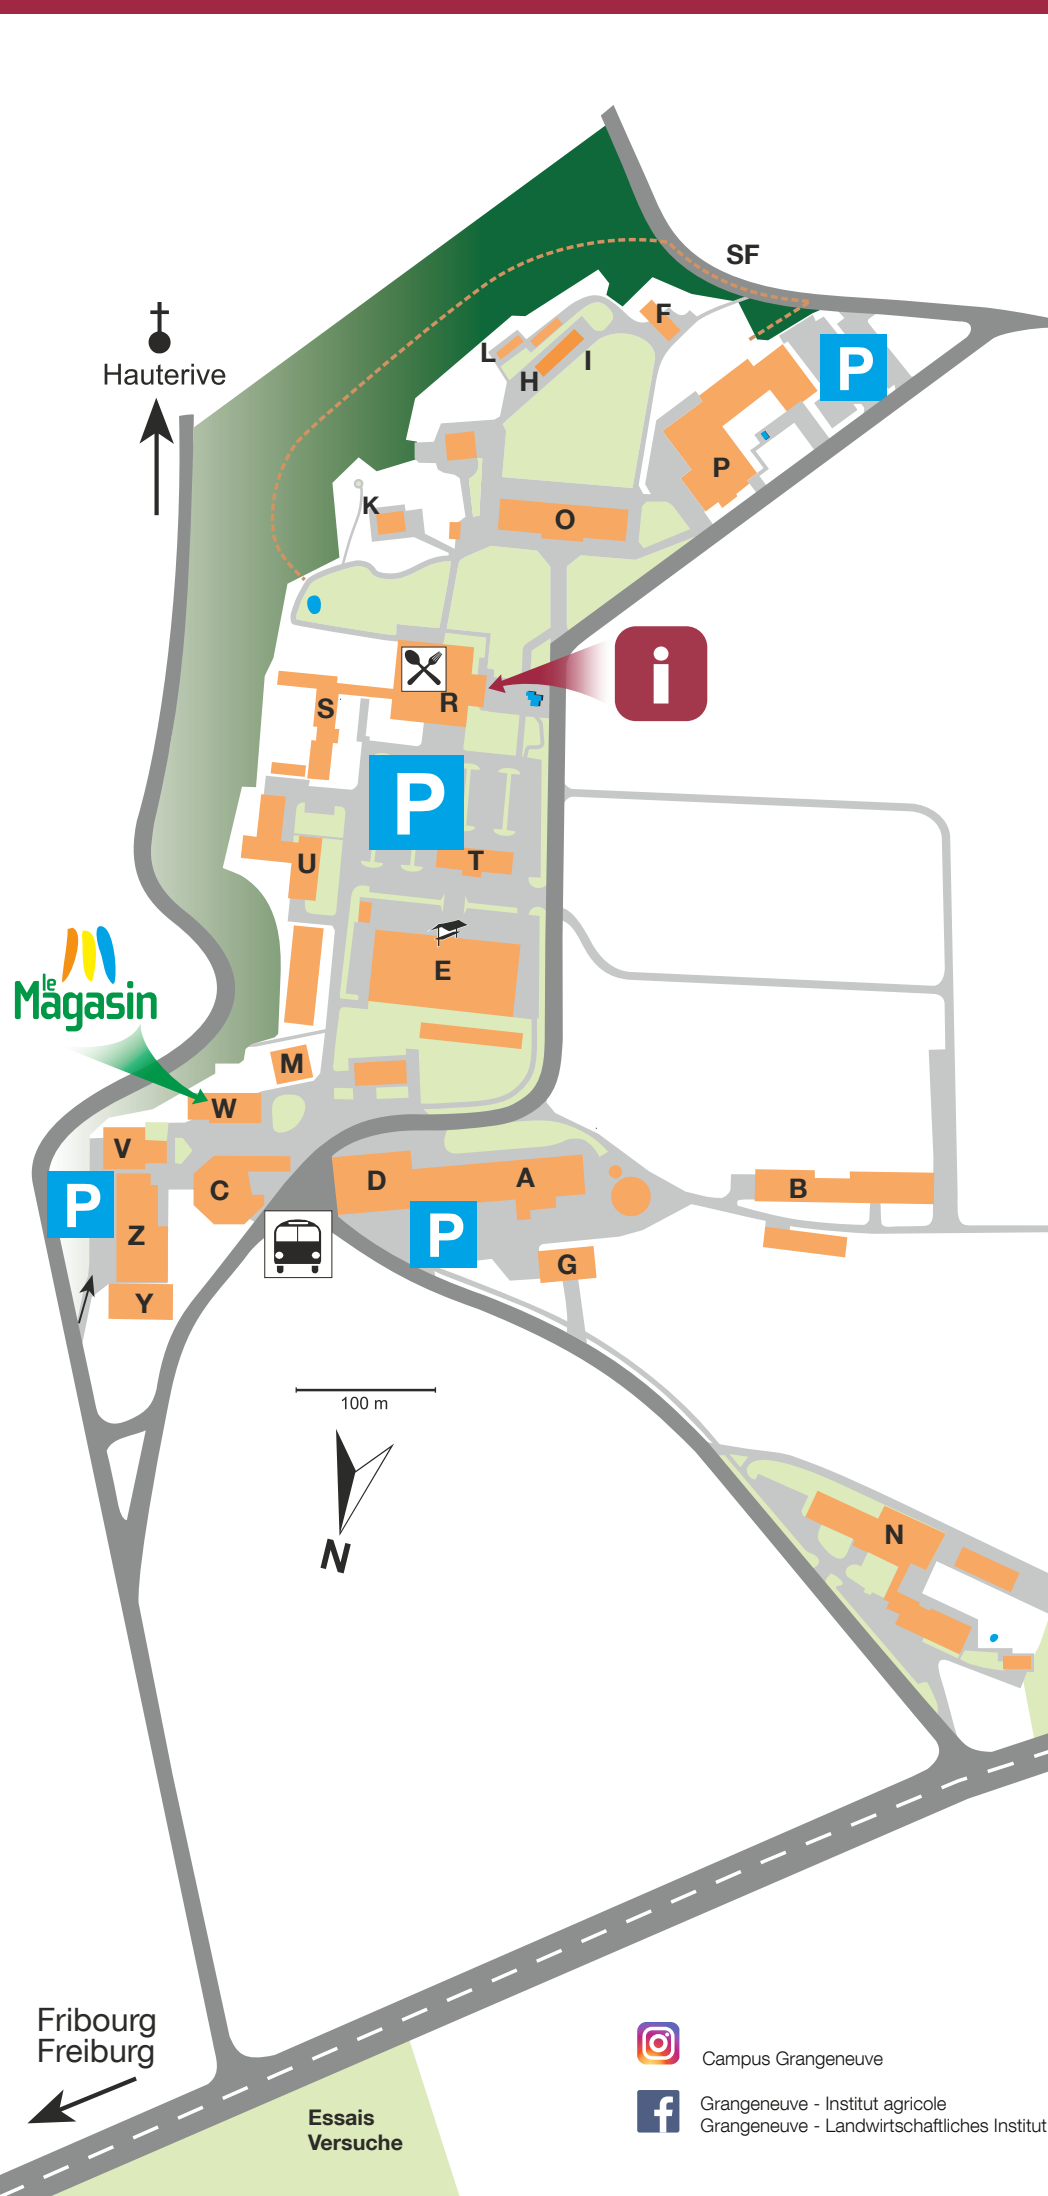 SF
F
Hauterive
L
I
H
P
P
K
O
i
R
S
P
T
U
E
le
Magasin
M
W
V
D
A
B
C
P
P
Z
G
Y
100 m
N
N
Fribourg
Freiburg
Campus Grangeneuve
Grangeneuve - Institut agricole
Grangeneuve - Landwirtschaftliches Institut
Essais
Versuche